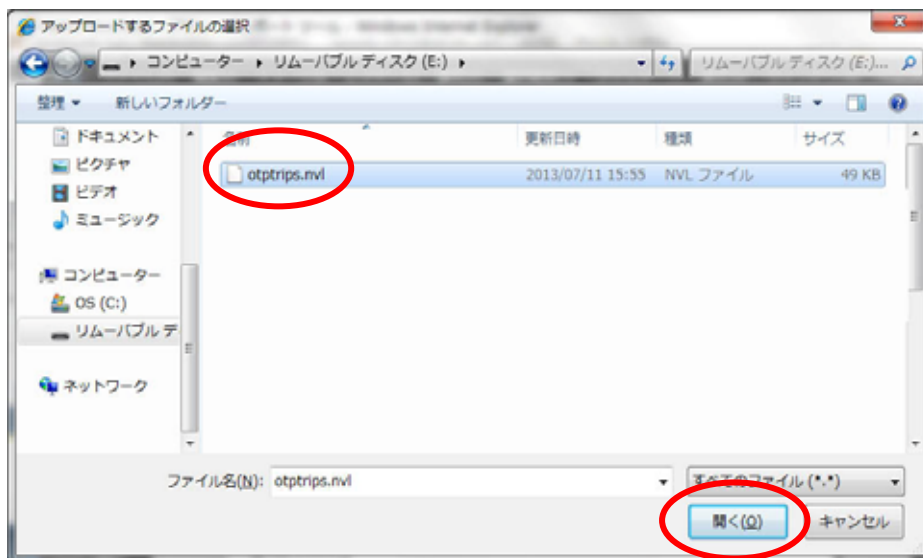 アップロードするファイルの選択
コンピューター ▸ リムーバブル ディスク (E:) ▸
リムーバブル ディスク (E:)...
整理 新しいフォルダー
名前 更新日時 種類 サイズ
otptrips.nvl 2013/07/11 15:55 NVL ファイル 49 KB
ドキュメント
ピクチャ
ビデオ
ミュージック
コンピューター
OS (C:)
リムーバブル デ
ネットワーク
ファイル名(N): otptrips.nvl
すべてのファイル (*.*)
開く(O) キャンセル